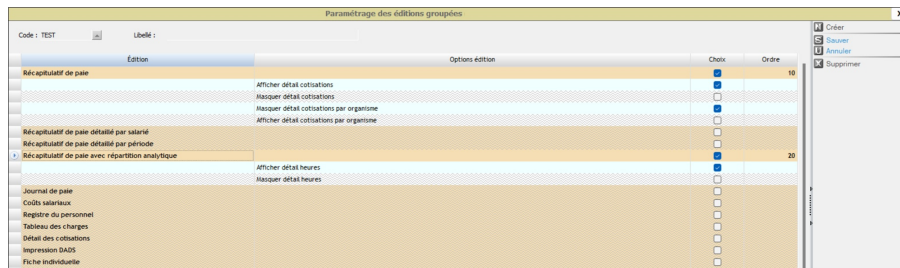 Paramétrage des éditions groupées
X
Code : TEST Libellé :
Créer
Sauver
Annuler
Supprimer
Édition Options édition Choix Ordre
Récapitulatif de paie 10
Afficher détail cotisations
Masquer détail cotisations
Masquer détail cotisations par organisme
Afficher détail cotisations par organisme
Récapitulatif de paie détaillé par salarié
Récapitulatif de paie détaillé par période
Récapitulatif de paie avec répartition analytique 20
Afficher détail heures
Masquer détail heures
Journal de paie
Coûts salariaux
Registre du personnel
Tableau des charges
Détail des cotisations
Impression DADS
Fiche individuelle